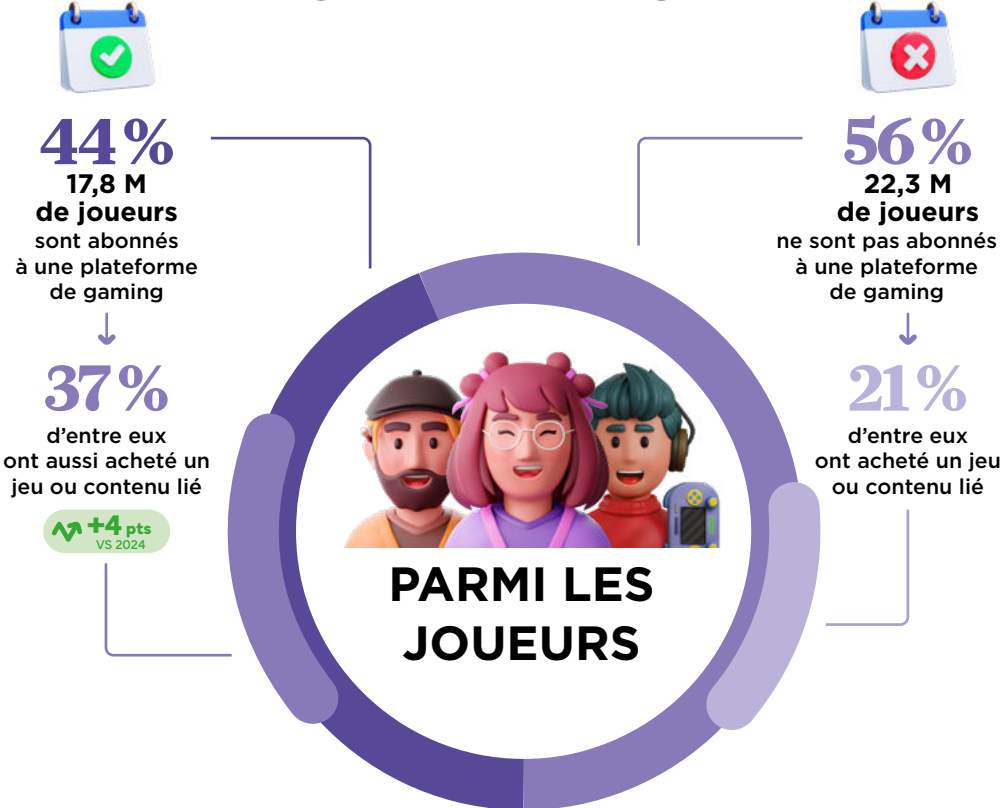 44%
17,8 M
de joueurs
sont abonnés
à une plateforme
de gaming
37%
d'entre eux
ont aussi acheté un
jeu ou contenu lié
+4 pts
VS 2024
56%
22,3 M
de joueurs
ne sont pas abonnés
à une plateforme
de gaming
21%
d'entre eux
ont acheté un jeu
ou contenu lié
PARMI LES
JOUEURS